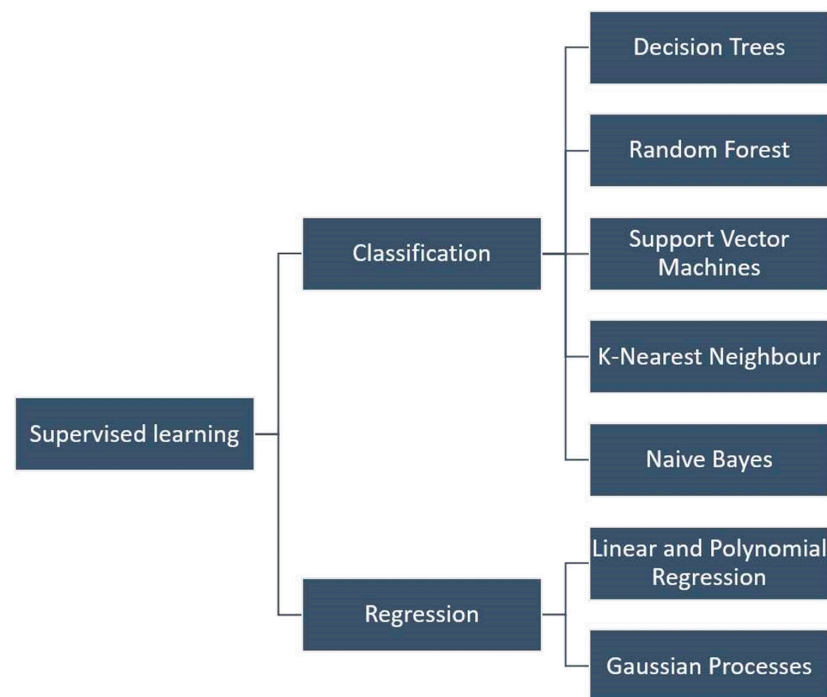 Decision Trees
Random Forest
Support Vector
Machines
Classification
K-Nearest Neighbour
Supervised learning
Naive Bayes
Linear and Polynomial
Regression
Regression
Gaussian Processes